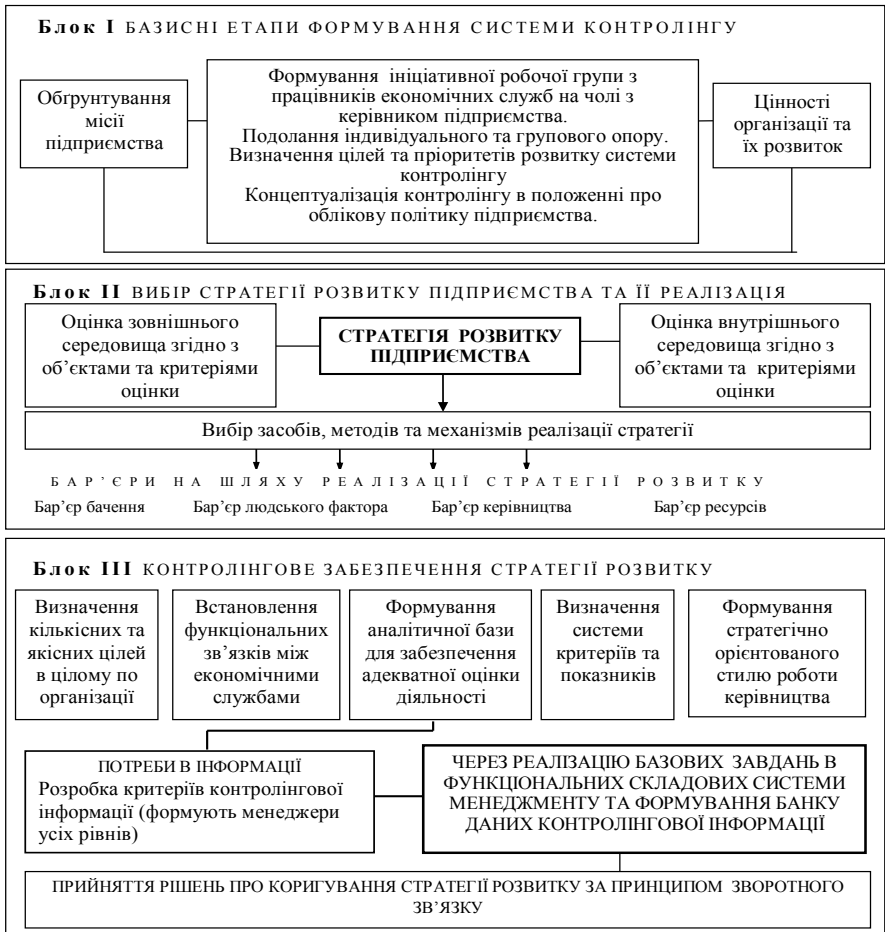 Блок I БАЗИСНІ ЕТАПИ ФОРМУВАННЯ СИСТЕМИ КОНТРОЛІНГУ
Обґрунтування
місії
підприємства
Формування ініціативної робочої групи з
працівників економічних служб на чолі з
керівником підприємства.
Подолання індивідуального та групового опору.
Визначення цілей та пріоритетів розвитку системи
контролінгу
Концептуалізація контролінгу в положенні про
облікову політику підприємства.
Цінності
організації та
їх розвиток
Блок II ВИБІР СТРАТЕГІЇ РОЗВИТКУ ПІДПРИЄМСТВА ТА ЇЇ РЕАЛІЗАЦІЯ
Оцінка зовнішнього
середовища згідно з
об’єктами та критеріями
оцінки
СТРАТЕГІЯ РОЗВИТКУ
ПІДПРИЄМСТВА
Оцінка внутрішнього
середовища згідно з
об’єктами та критеріями
оцінки
Вибір засобів, методів та механізмів реалізації стратегії
БАР’ЄРИ НА ШЛЯХУ РЕАЛІЗАЦІЇ СТРАТЕГІЇ РОЗВИТКУ
Бар’єр бачення Бар’єр людського фактора Бар’єр керівництва Бар’єр ресурсів
Блок III КОНТРОЛІНГОВЕ ЗАБЕЗПЕЧЕННЯ СТРАТЕГІЇ РОЗВИТКУ
Визначення
кількісних та
якісних цілей
в цілому по
організації
Встановлення
функціональних
зв’язків між
економічними
службами
Формування
аналітичної бази
для забезпечення
адекватної оцінки
діяльності
Визначення
системи
критеріїв та
показників
Формування
стратегічно
орієнтованого
стилю роботи
керівництва
ПОТРЕБИ В ІНФОРМАЦІЇ
Розробка критеріїв контролінгової
інформації (формують менеджери
усіх рівнів)
ЧЕРЕЗ РЕАЛІЗАЦІЮ БАЗОВИХ ЗАВДАНЬ В
ФУНКЦІОНАЛЬНИХ СКЛАДОВИХ СИСТЕМИ
МЕНЕДЖМЕНТУ ТА ФОРМУВАННЯ БАНКУ
ДАНИХ КОНТРОЛІНГОВОЇ ІНФОРМАЦІЇ
ПРИЙНЯТТЯ РІШЕНЬ ПРО КОРИГУВАННЯ СТРАТЕГІЇ РОЗВИТКУ ЗА ПРИНЦИПОМ ЗВОРОТНОГО
ЗВ’ЯЗКУ